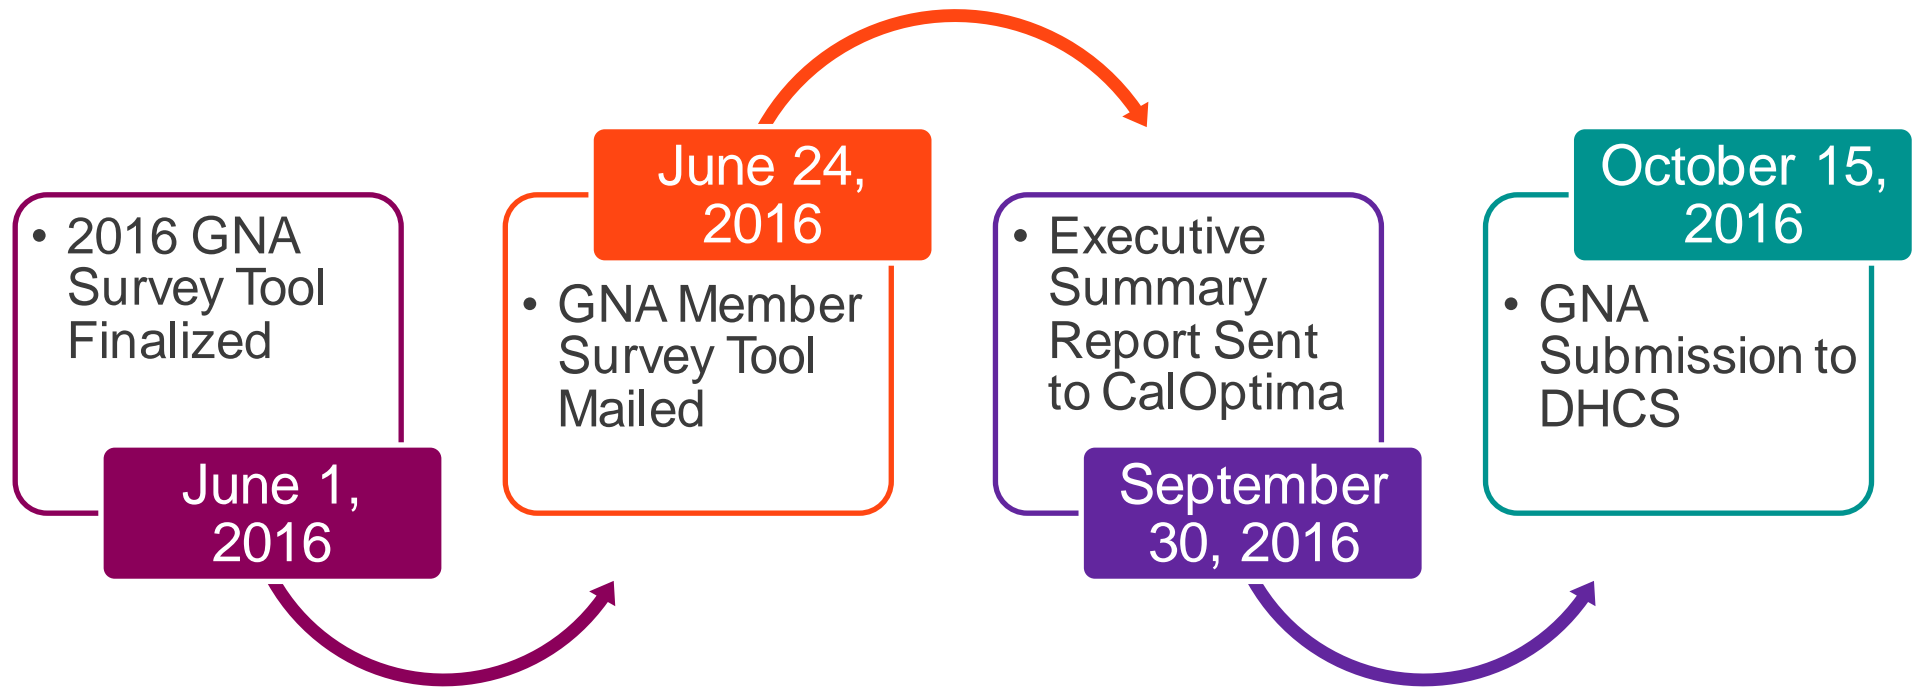 • 2016 GNA
Survey Tool
Finalized
June 1,
2016
June 24,
2016
• GNA Member
Survey Tool
Mailed
• Executive
Summary
Report Sent
to CalOptima
September
30, 2016
October 15,
2016
• GNA
Submission to
DHCS